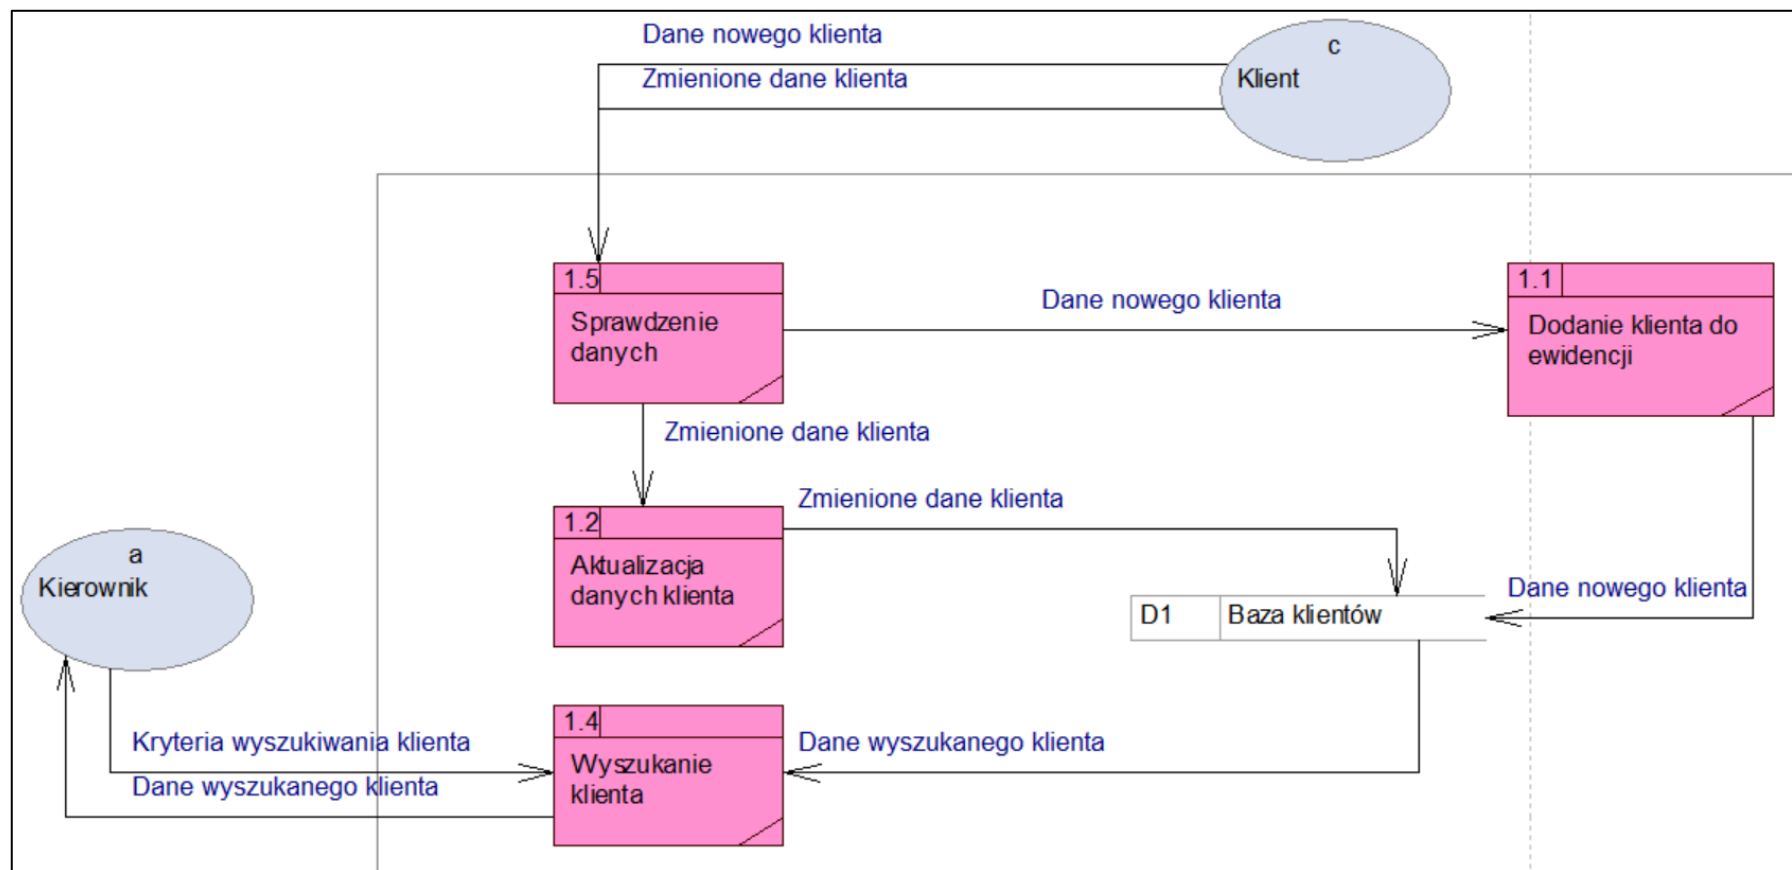 Dane nowego klienta
c
Zmienione dane klienta
Klient
1.5
Sprawdzenie
danych
Dane nowego klienta
1.1
Dodanie klienta do
ewidencji
Zmienione dane klienta
Zmienione dane klienta
1.2
Aktualizacja
danych klienta
a
Kierownik
Dane nowego klienta
D1
Baza klientów
1.4
Wyszukanie
klienta
Kryteria wyszukiwania klienta
Dane wyszukanego klienta
Dane wyszukanego klienta